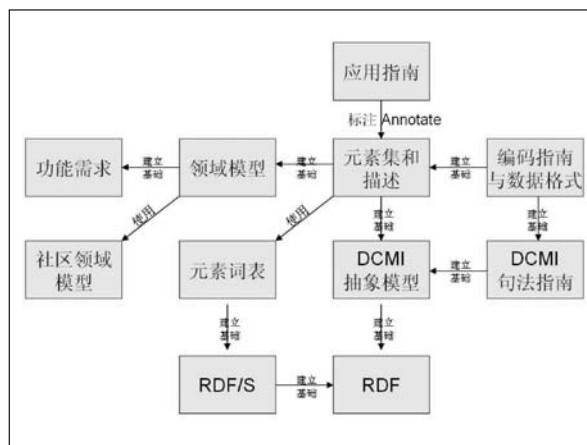 应用指南
标注 Annotate
功能需求
建立
基础
领域模型
建立
基础
元素集和
描述
建立
基础
编码指南
与数据格式
使用
使用
建立
基础
建立
基础
社区领域
模型
元素词表
DCMI
抽象模型
建立
基础
DCMI
句法指南
建立
基础
建立
基础
RDF/S
建立
基础
RDF